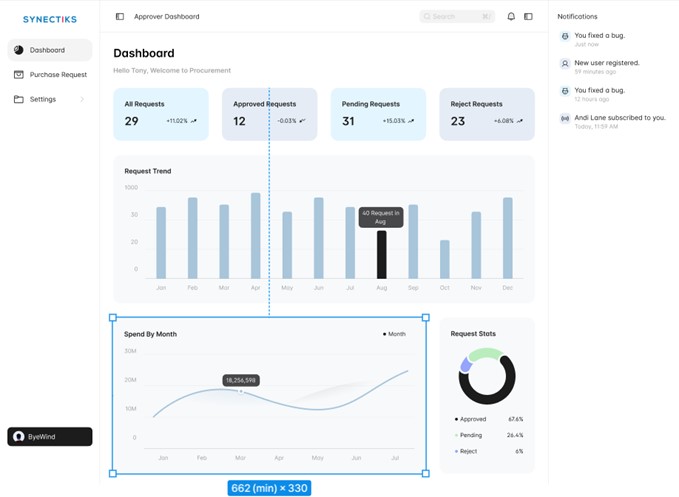 SYNECTIKS
Dashboard
Purchase Request
Settings
ByeWind
Approver Dashboard
Search
⌘/
Dashboard
Hello Tony, Welcome to Procurement
All Requests
29
+11.02%
Approved Requests
12
-0.03%
Pending Requests
31
+15.03%
Reject Requests
23
+6.08%
Request Trend
1000
50
20
0
40 Request in
Aug
Jan Feb Mar Apr May Jun Jul Aug Sep Oct Nov Dec
Spend By Month
Month
30M
20M
10M
0
18,256,598
Jan Feb Mar Apr May Jun Jul
662 (min) × 330
Request Stats
Approved 67.6%
Pending 26.4%
Reject 6%
Notifications
You fixed a bug.
Just now
New user registered.
59 minutes ago
You fixed a bug.
12 hours ago
Andi Lane subscribed to you.
Today, 11:59 AM